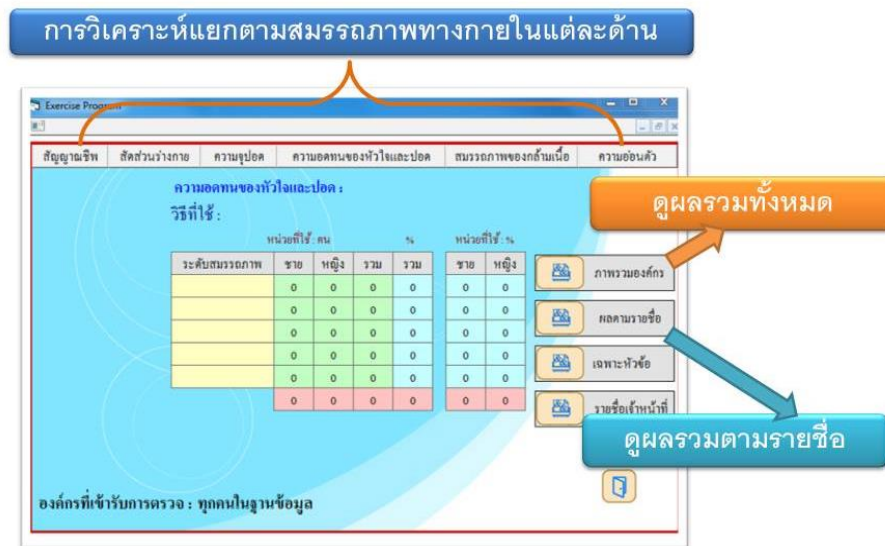 การวิเคราะห์แยกตามสมรรถภาพทางกายในแต่ละด้าน
Exercise Program
สัญญาณชีพ สัดส่วนร่างกาย ความจุปอด ความอดทนของหัวใจและปอด สมรรถภาพของกล้ามเนื้อ ความอ่อนตัว
ความอดทนของหัวใจและปอด :
วิธีที่ใช้ :
หน่วยที่ใช้ : คน % หน่วยที่ใช้ : %
ระดับสมรรถภาพ ชาย หญิง รวม รวม ชาย หญิง
0 0 0 0 0 0
0 0 0 0 0 0
0 0 0 0 0 0
0 0 0 0 0 0
0 0 0 0 0 0
0 0 0 0 0 0
ดูผลรวมทั้งหมด
ภาพรวมองค์กร
ผลตามรายชื่อ
เฉพาะหัวข้อ
รายชื่อเจ้าหน้าที่
ดูผลรวมตามรายชื่อ
องค์กรที่เข้ารับการตรวจ : ทุกคนในฐานข้อมูล